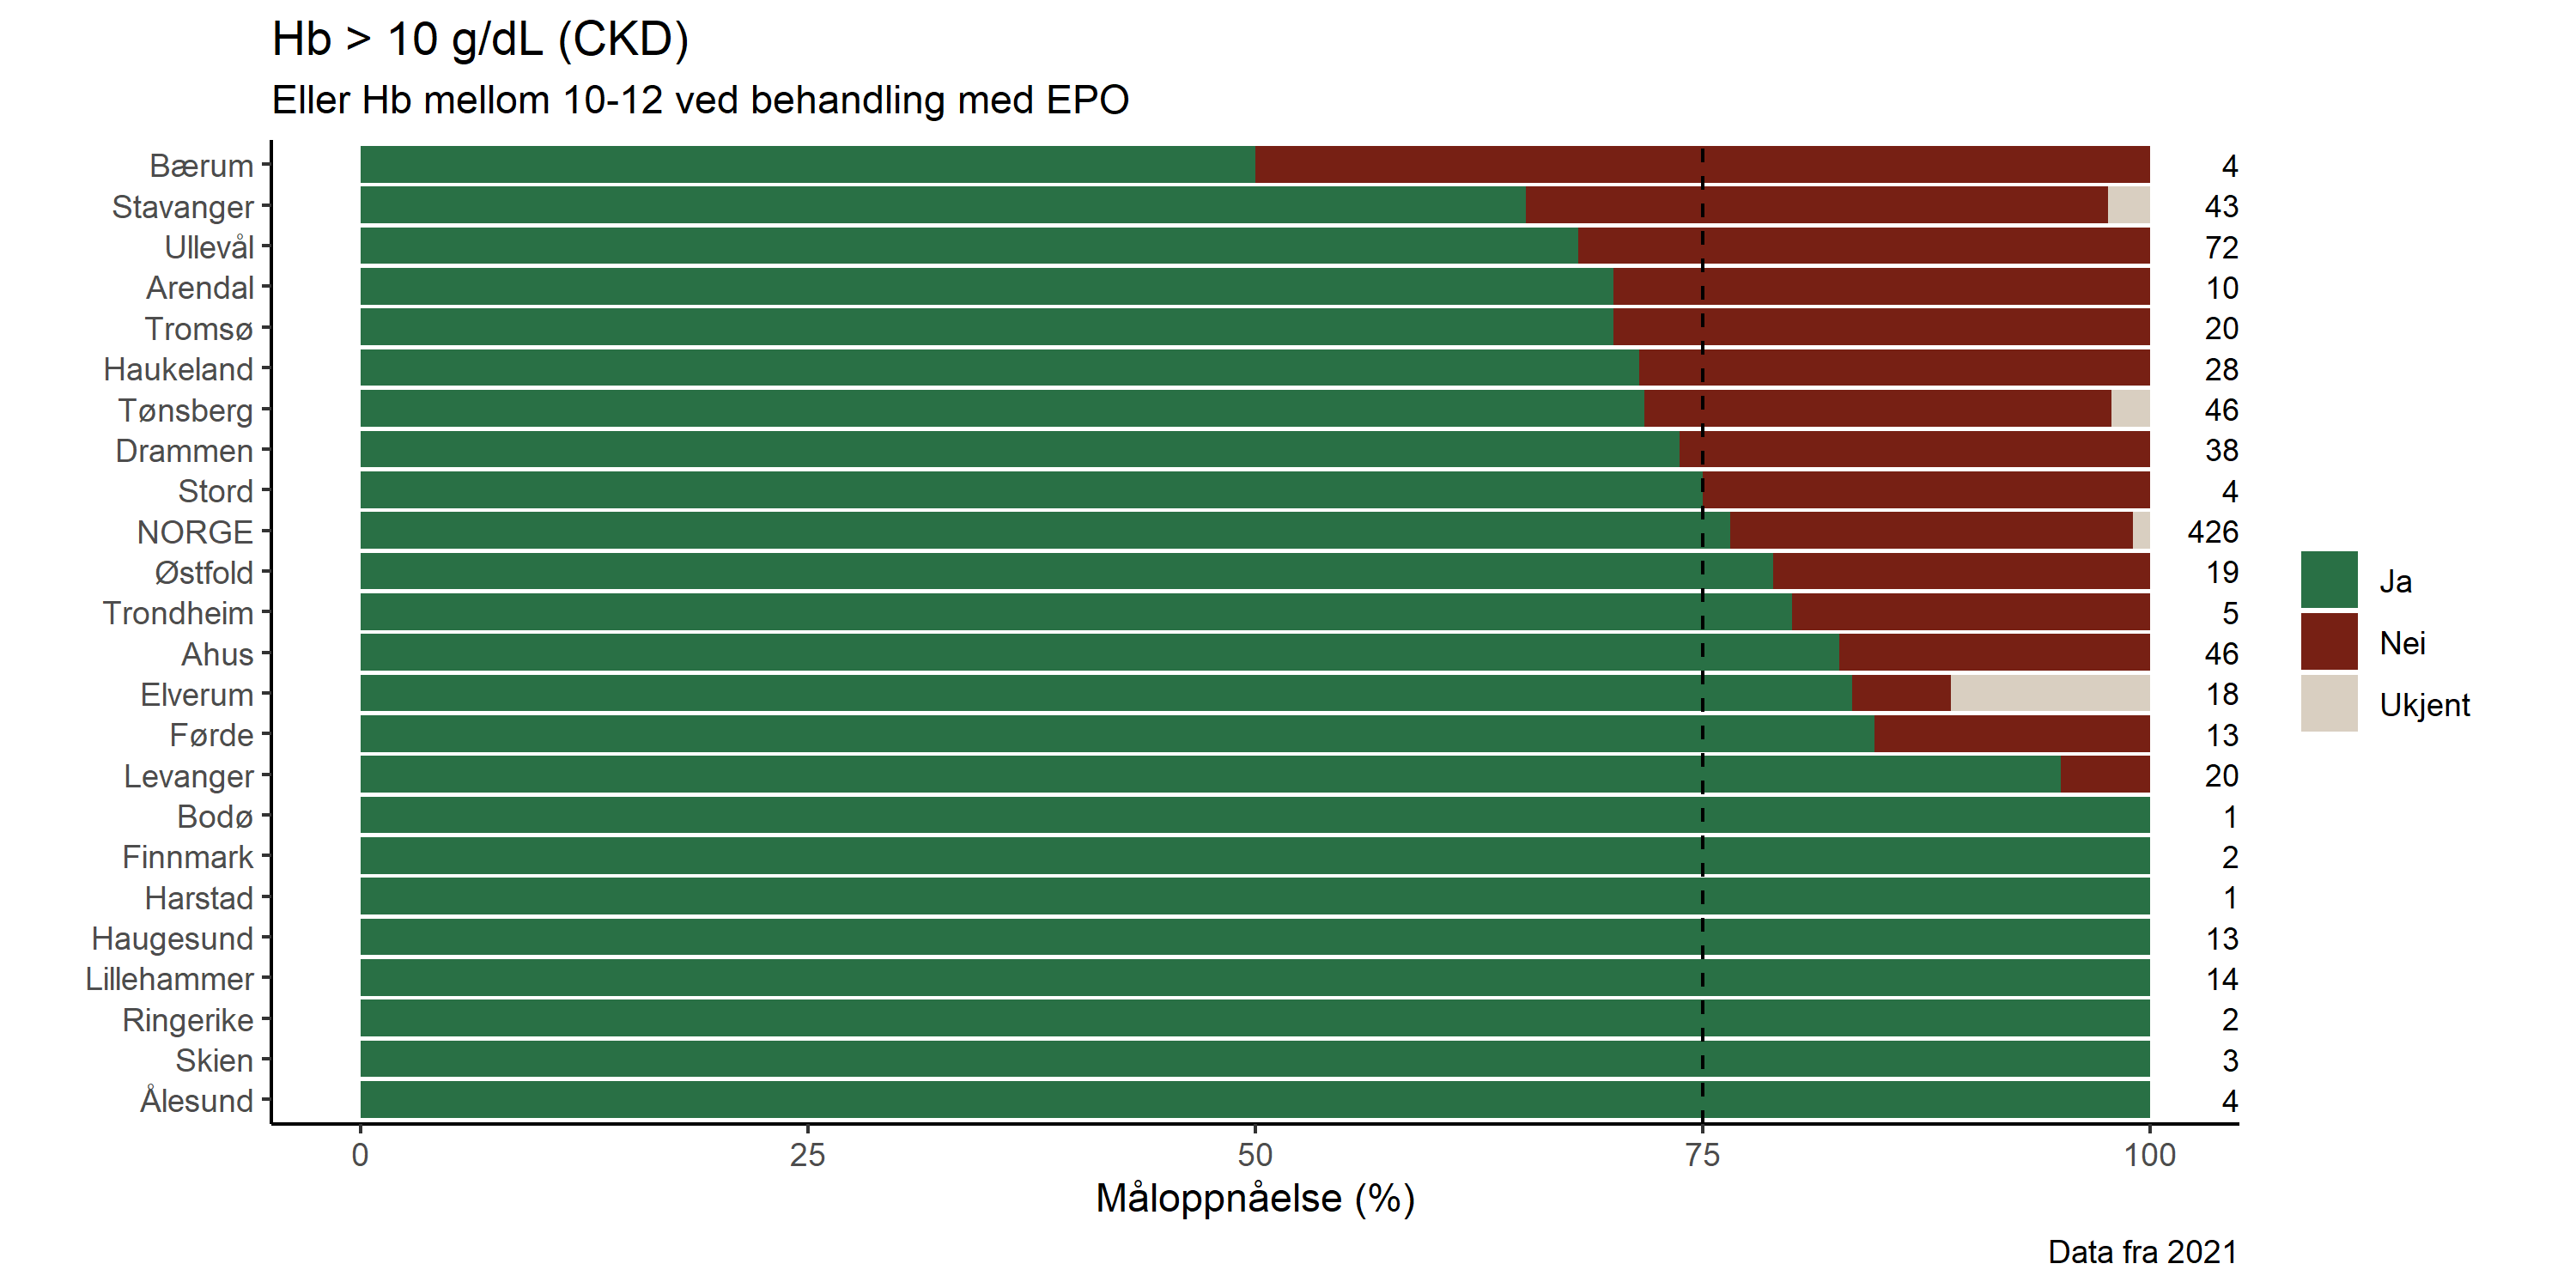 Hb > 10 g/dL (CKD)
Eller Hb mellom 10-12 ved behandling med EPO
Bærum 4
Stavanger 43
Ullevål 72
Arendal 10
Tromsø 20
Haukeland 28
Tønsberg 46
Drammen 38
Stord 4
NORGE 426
Østfold 19
Trondheim 5
Ahus 46
Elverum 18
Førde 13
Levanger 20
Bodø 1
Finnmark 2
Harstad 1
Haugesund 13
Lillehammer 14
Ringerike 2
Skien 3
Ålesund 4
0 25 50 75 100
Måloppnåelse (%)
Ja
Nei
Ukjent
Data fra 2021